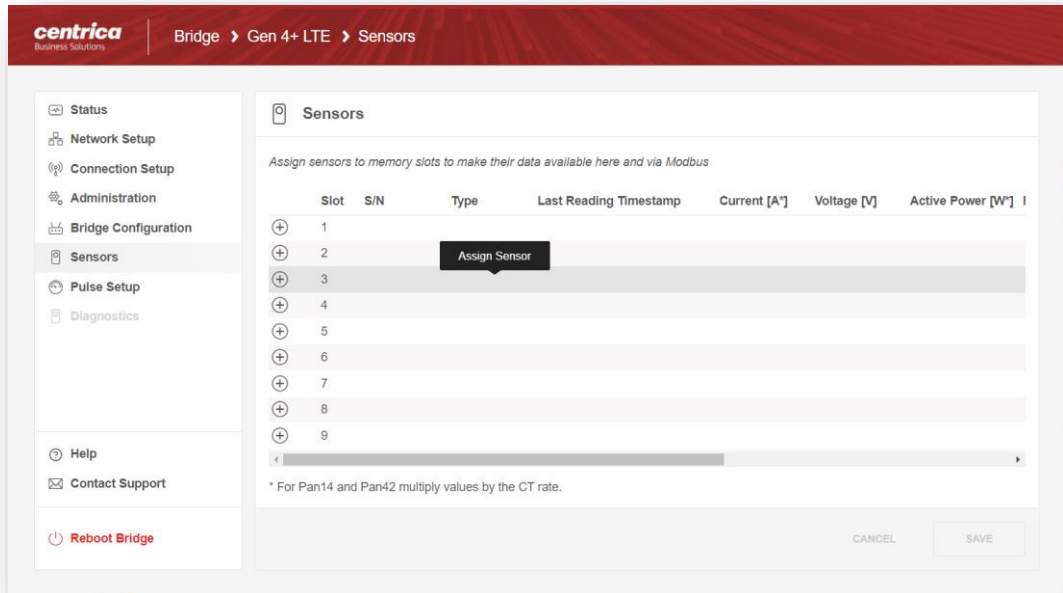 centrica
Business Solutions
Bridge > Gen 4+ LTE > Sensors
Status
Network Setup
Connection Setup
Administration
Bridge Configuration
Sensors
Pulse Setup
Diagnostics
Help
Contact Support
Reboot Bridge
Sensors
Assign sensors to memory slots to make their data available here and via Modbus
Slot S/N Type Last Reading Timestamp Current [A*] Voltage [V] Active Power [W*]
1
2
Assign Sensor
3
4
5
6
7
8
9
* For Pan14 and Pan42 multiply values by the CT rate.
CANCEL SAVE